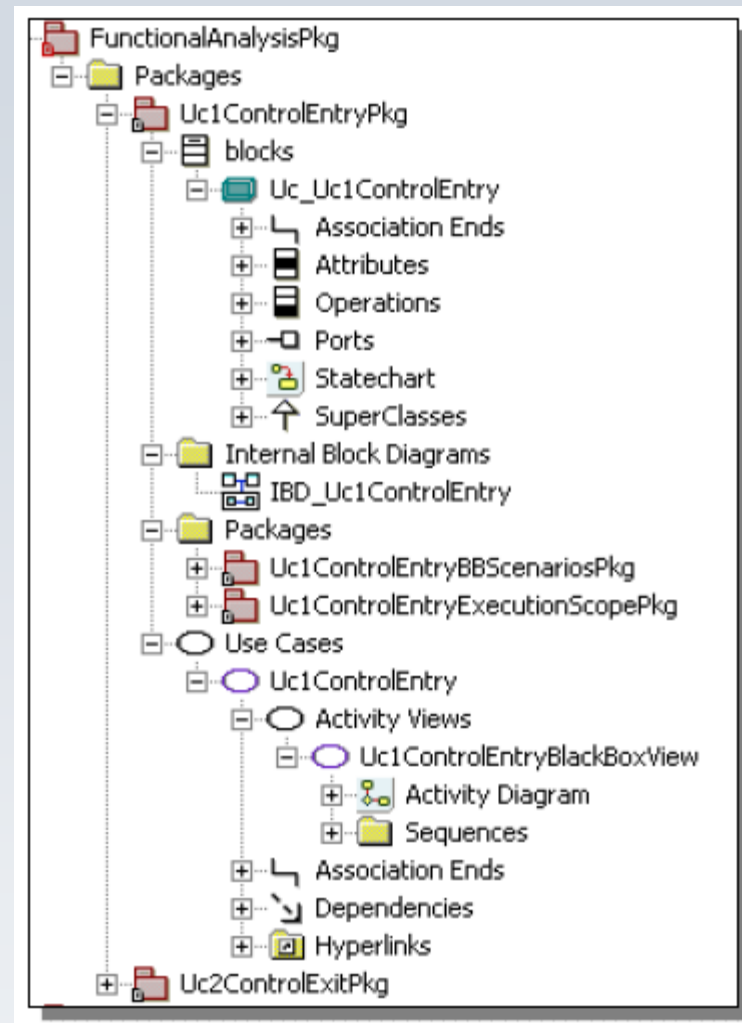 FunctionalAnalysisPkg
Packages
Uc1ControlEntryPkg
blocks
Uc_Uc1ControlEntry
Association Ends
Attributes
Operations
Ports
Statechart
SuperClasses
Internal Block Diagrams
IBD_Uc1ControlEntry
Packages
Uc1ControlEntryBBScenariosPkg
Uc1ControlEntryExecutionScopePkg
Use Cases
Uc1ControlEntry
Activity Views
Uc1ControlEntryBlackBoxView
Activity Diagram
Sequences
Association Ends
Dependencies
Hyperlinks
Uc2ControlExitPkg